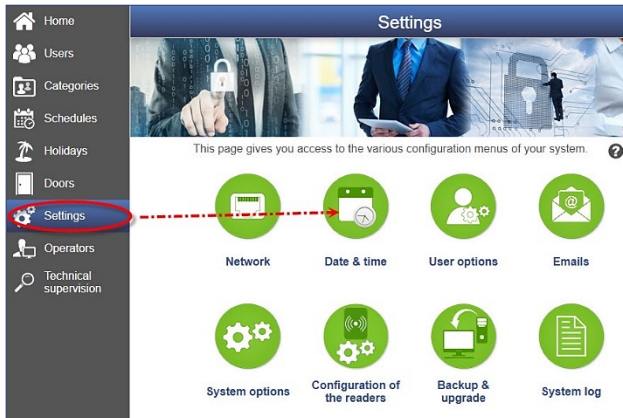 Home
Users
Categories
Schedules
Holidays
Doors
Settings
Operators
Technical
supervision
Settings
This page gives you access to the various configuration menus of your system.
?
Network
Date & time
User options
@
Emails
System options
Configuration of
the readers
Backup &
upgrade
System log